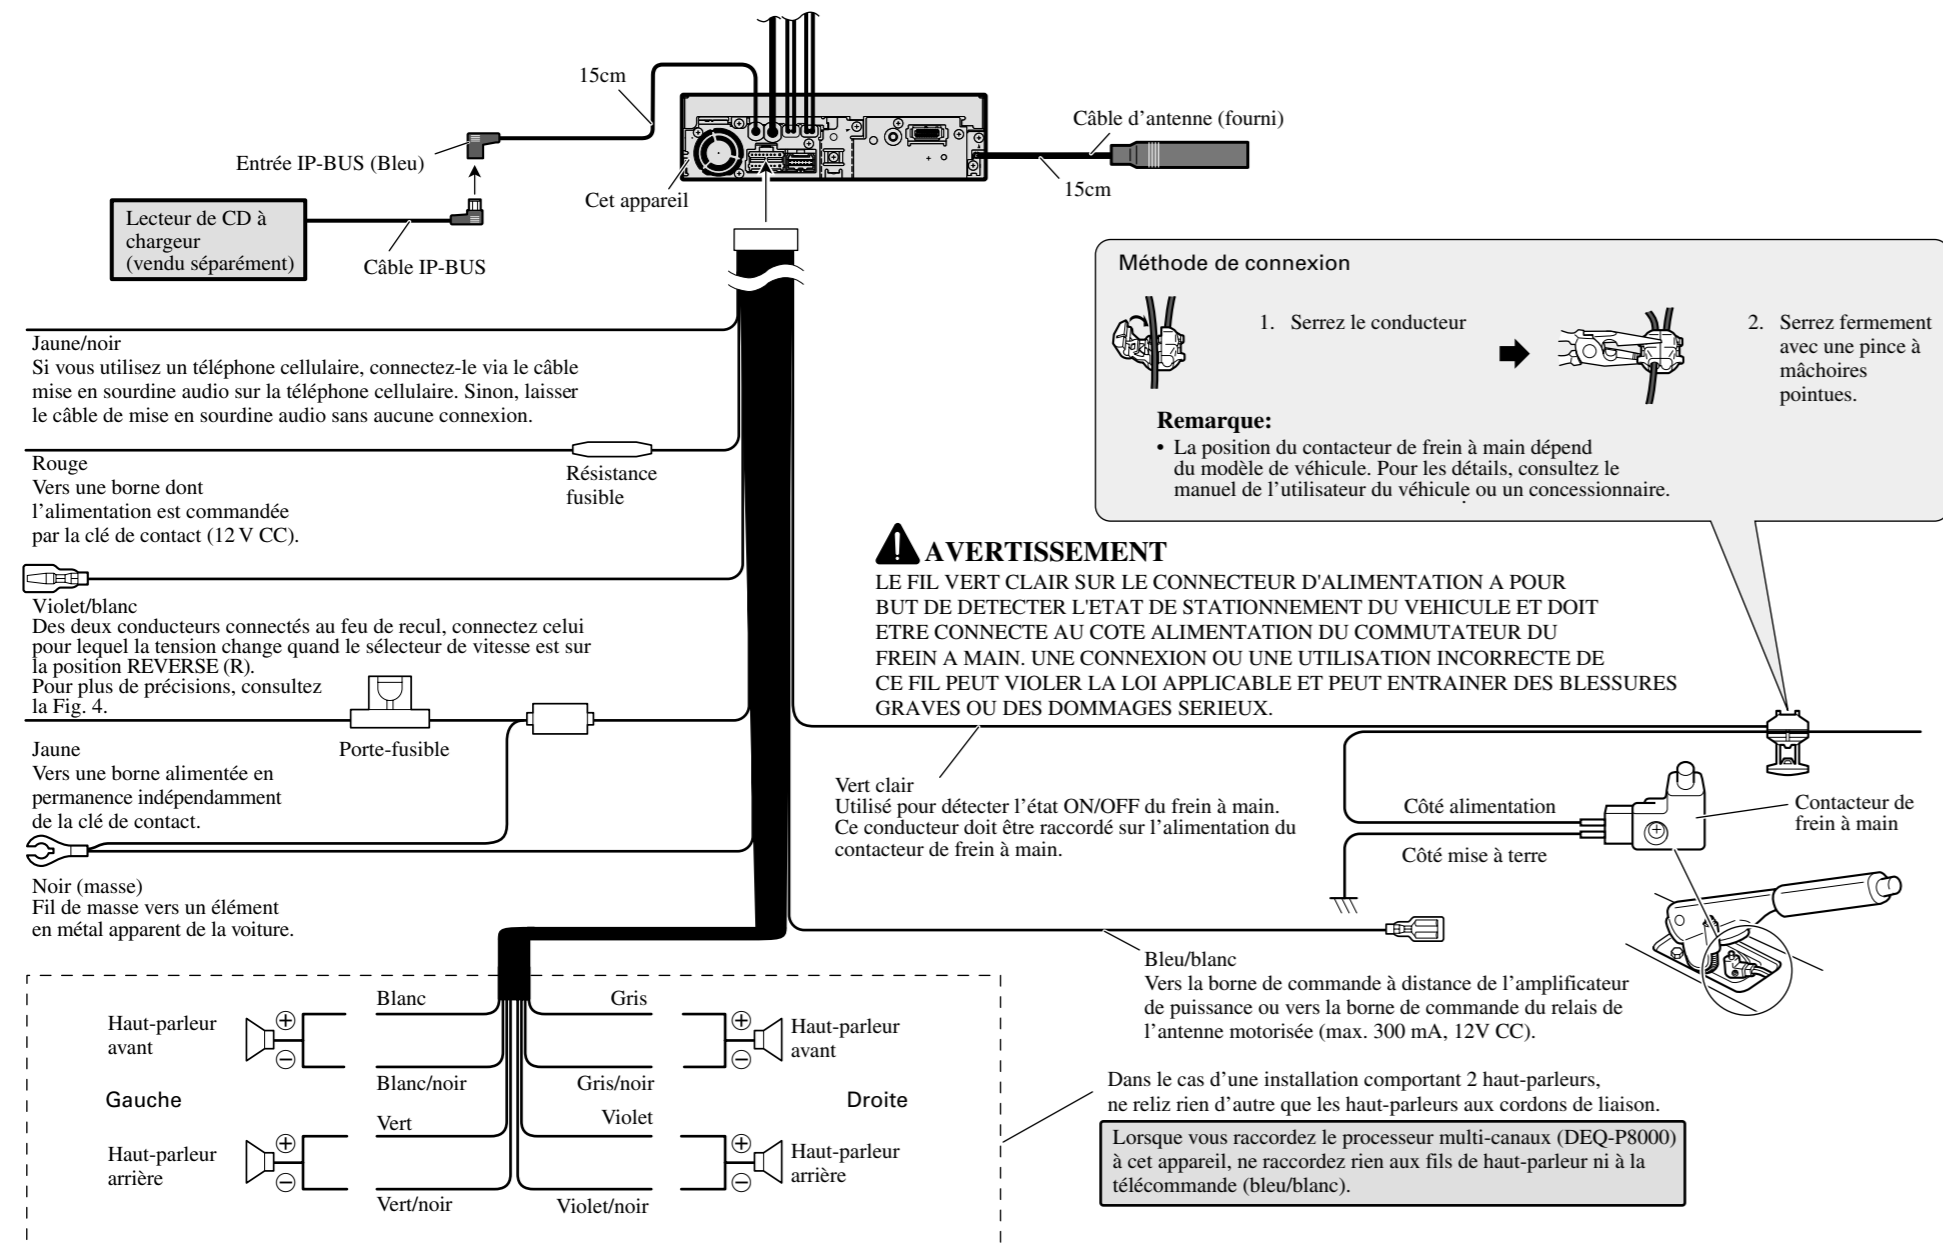 15cm
Câble d'antenne (fourni)
Entrée IP-BUS (Bleu)
15cm
Cet appareil
Lecteur de CD à
chargeur
(vendu séparément)
Câble IP-BUS
Méthode de connexion
1. Serrez le conducteur
2. Serrez fermement
avec une pince à
mâchoires
pointues.
Remarque:
• La position du contacteur de frein à main dépend
du modèle de véhicule. Pour les détails, consultez le
manuel de l'utilisateur du véhicule ou un concessionnaire.
Jaune/noir
Si vous utilisez un téléphone cellulaire, connectez-le via le câble
mise en sourdine audio sur la téléphone cellulaire. Sinon, laisser
le câble de mise en sourdine audio sans aucune connexion.
Rouge
Vers une borne dont
l'alimentation est commandée
par la clé de contact (12 V CC).
Résistance
fusible
AVERTISSEMENT
LE FIL VERT CLAIR SUR LE CONNECTEUR D'ALIMENTATION A POUR
BUT DE DETECTER L'ETAT DE STATIONNEMENT DU VEHICULE ET DOIT
ETRE CONNECTE AU COTE ALIMENTATION DU COMMUTATEUR DU
FREIN A MAIN. UNE CONNEXION OU UNE UTILISATION INCORRECTE DE
CE FIL PEUT VIOLER LA LOI APPLICABLE ET PEUT ENTRAINER DES BLESSURES
GRAVES OU DES DOMMAGES SERIEUX.
Violet/blanc
Des deux conducteurs connectés au feu de recul, connectez celui
pour lequel la tension change quand le sélecteur de vitesse est sur
la position REVERSE (R).
Pour plus de précisions, consultez
la Fig. 4.
Jaune
Vers une borne alimentée en
permanence indépendamment
de la clé de contact.
Porte-fusible
Vert clair
Utilisé pour détecter l'état ON/OFF du frein à main.
Ce conducteur doit être raccordé sur l'alimentation du
contacteur de frein à main.
Côté alimentation
Côté mise à terre
Contacteur de
frein à main
Noir (masse)
Fil de masse vers un élément
en métal apparent de la voiture.
Bleu/blanc
Vers la borne de commande à distance de l'amplificateur
de puissance ou vers la borne de commande du relais de
l'antenne motorisée (max. 300 mA, 12V CC).
Blanc
Gris
Haut-parleur
avant
⊕
⊖
⊕
⊖
Haut-parleur
avant
Blanc/noir
Gris/noir
Gauche
Droite
Vert
Violet
Haut-parleur
arrière
⊕
⊖
⊕
⊖
Haut-parleur
arrière
Vert/noir
Violet/noir
Dans le cas d'une installation comportant 2 haut-parleurs,
ne reliz rien d'autre que les haut-parleurs aux cordons de liaison.
Lorsque vous raccordez le processeur multi-canaux (DEQ-P8000)
à cet appareil, ne raccordez rien aux fils de haut-parleur ni à la
télécommande (bleu/blanc).